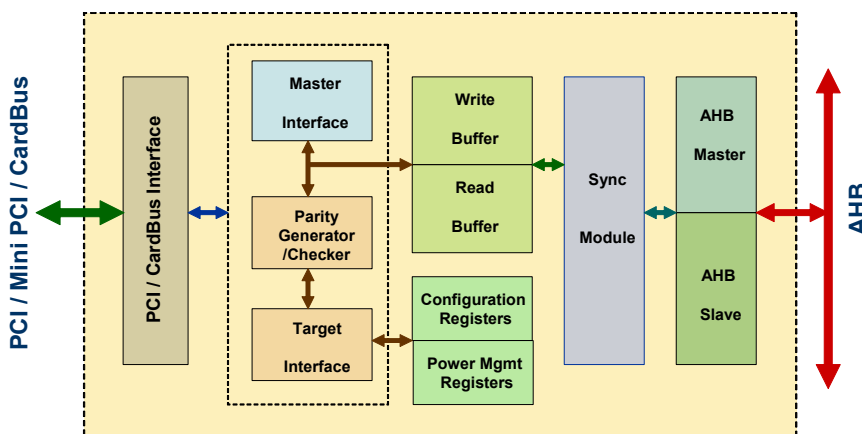 PCI / Mini PCI / CardBus
PCI / CardBus Interface
Master
Interface
Parity
Generator
/Checker
Target
Interface
Write
Buffer
Read
Buffer
Configuration
Registers
Power Mgmt
Registers
Sync
Module
AHB
Master
AHB
Slave
AHB